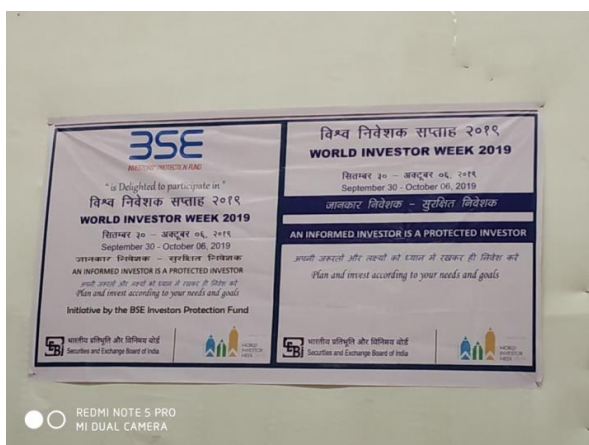 BSE
INVESTORS' PROTECTION FUND
"is Delighted to participate in"
विश्व निवेशक सप्ताह २०१९
WORLD INVESTOR WEEK 2019
सितम्बर ३० – अक्टूबर ०६, २०१९
September 30 - October 06, 2019
जानकार निवेशक – सुरक्षित निवेशक
AN INFORMED INVESTOR IS A PROTECTED INVESTOR
अपनी जरूरतों और लक्ष्यों को ध्यान में रखकर ही निवेश करें
Plan and invest according to your needs and goals
Initiative by the BSE Investors Protection Fund
भारतीय प्रतिभूति और विनिमय बोर्ड
Securities and Exchange Board of India
WORLD
INVESTOR
WEEK
विश्व निवेशक सप्ताह २०१९
WORLD INVESTOR WEEK 2019
सितम्बर ३० – अक्टूबर ०६, २०१९
September 30 - October 06, 2019
जानकार निवेशक – सुरक्षित निवेशक
AN INFORMED INVESTOR IS A PROTECTED INVESTOR
अपनी जरूरतों और लक्ष्यों को ध्यान में रखकर ही निवेश करें
Plan and invest according to your needs and goals
भारतीय प्रतिभूति और विनिमय बोर्ड
Securities and Exchange Board of India
WORLD
INVESTOR
WEEK
REDMI NOTE 5 PRO
MI DUAL CAMERA